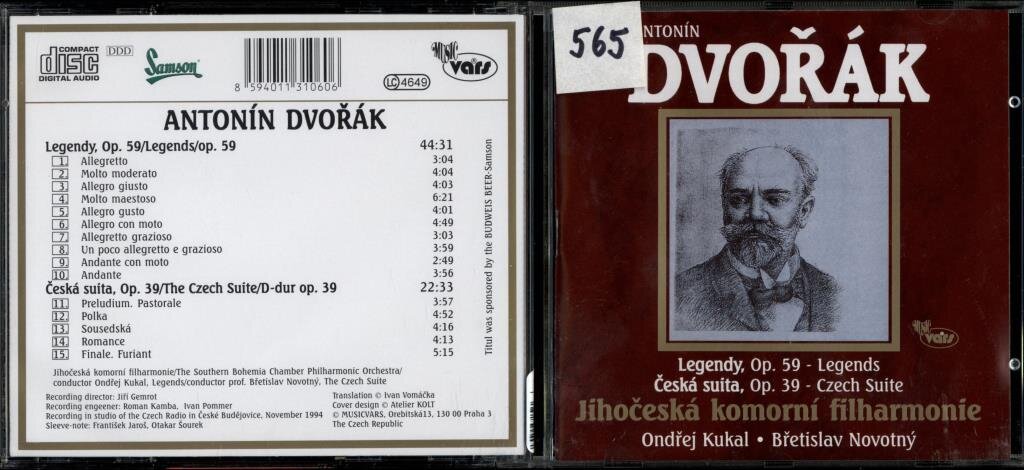 COMPACT
disc
DIGITAL AUDIO
DDD
Samson
8 594011 310606
MUSIC
vars
LC 4649
ANTONÍN DVOŘÁK
Legendy, Op. 59/Legends/op. 59 44:31
1. Allegretto 3:04
2. Molto moderato 4:04
3. Allegro giusto 4:03
4. Molto maestoso 6:21
5. Allegro gusto 4:01
6. Allegro con moto 4:49
7. Allegretto grazioso 3:03
8. Un poco allegretto e grazioso 3:59
9. Andante con moto 2:49
10. Andante 3:56
Česká suita, Op. 39/The Czech Suite/D-dur op. 39 22:33
11. Preludium. Pastorale 3:57
12. Polka 4:52
13. Sousedská 4:16
14. Romance 4:13
15. Finale. Furiant 5:15
Jihočeská komorní filharmonie/The Southern Bohemia Chamber Philharmonic Orchestra/
conductor Ondřej Kukal, Legends/conductor prof. Břetislav Novotný, The Czech Suite
Recording director: Jiří Gemrot
Recording engeneer: Roman Kamba, Ivan Pommer
Recording in studio of the Czech Radio in České Budějovice, November 1994
Sleeve-note: František Jaroš, Otakar Šourek
Translation © Ivan Vomáčka
Cover design © Atelier KOLT
© MUSICVARS, Orebitská13, 130 00 Praha 3
The Czech Republic
Titul was sponsored by the BUDWEIS BEER-Samson
565
NTONÍN
DVOŘÁK
MUSIC
vars
Legendy, Op. 59 - Legends
Česká suita, Op. 39 - Czech Suite
Jihočeská komorní filharmonie
Ondřej Kukal • Břetislav Novotný